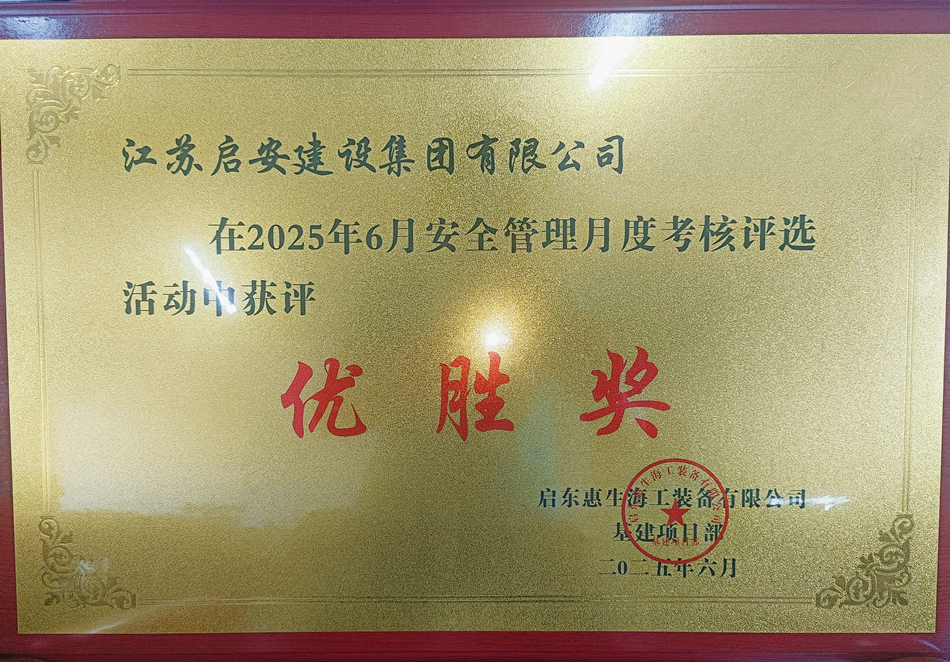 江苏启安建设集团有限公司
在2025年6月安全管理月度考核评选
活动中获评
优胜奖
启东惠生海工装备有限公司
基建项目部
二0二五年六月